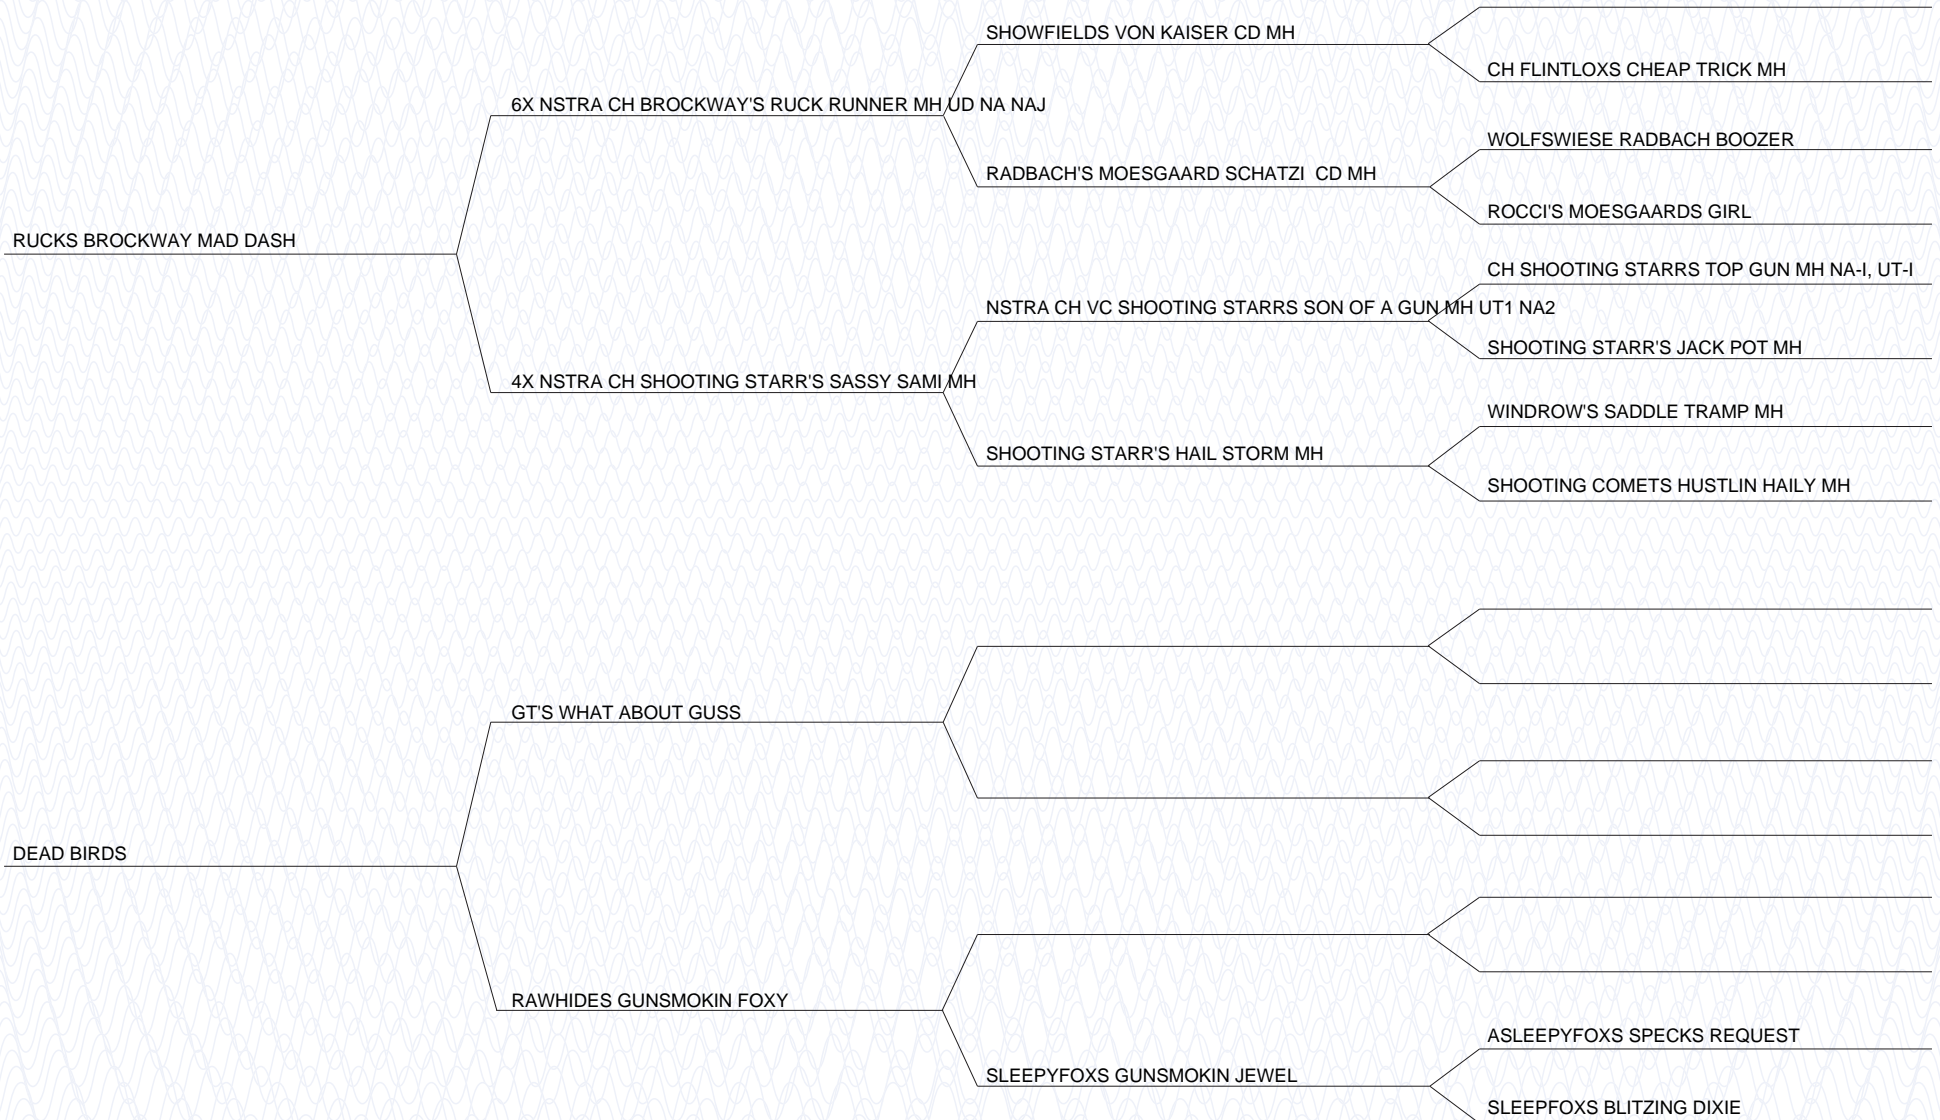 SHOWFIELDS VON KAISER CD MH
CH FLINTLOXS CHEAP TRICK MH
6X NSTRA CH BROCKWAY'S RUCK RUNNER MH UD NA NAJ
WOLFSWIESE RADBACH BOOZER
RADBACH'S MOESGAARD SCHATZI  CD MH
ROCCI'S MOESGAARDS GIRL
RUCKS BROCKWAY MAD DASH
CH SHOOTING STARRS TOP GUN MH NA-I, UT-I
NSTRA CH VC SHOOTING STARRS SON OF A GUN MH UT1 NA2
SHOOTING STARR'S JACK POT MH
4X NSTRA CH SHOOTING STARR'S SASSY SAMI MH
WINDROW'S SADDLE TRAMP MH
SHOOTING STARR'S HAIL STORM MH
SHOOTING COMETS HUSTLIN HAILY MH
GT'S WHAT ABOUT GUSS
DEAD BIRDS
RAWHIDES GUNSMOKIN FOXY
ASLEEPYFOXS SPECKS REQUEST
SLEEPYFOXS GUNSMOKIN JEWEL
SLEEPFOXS BLITZING DIXIE